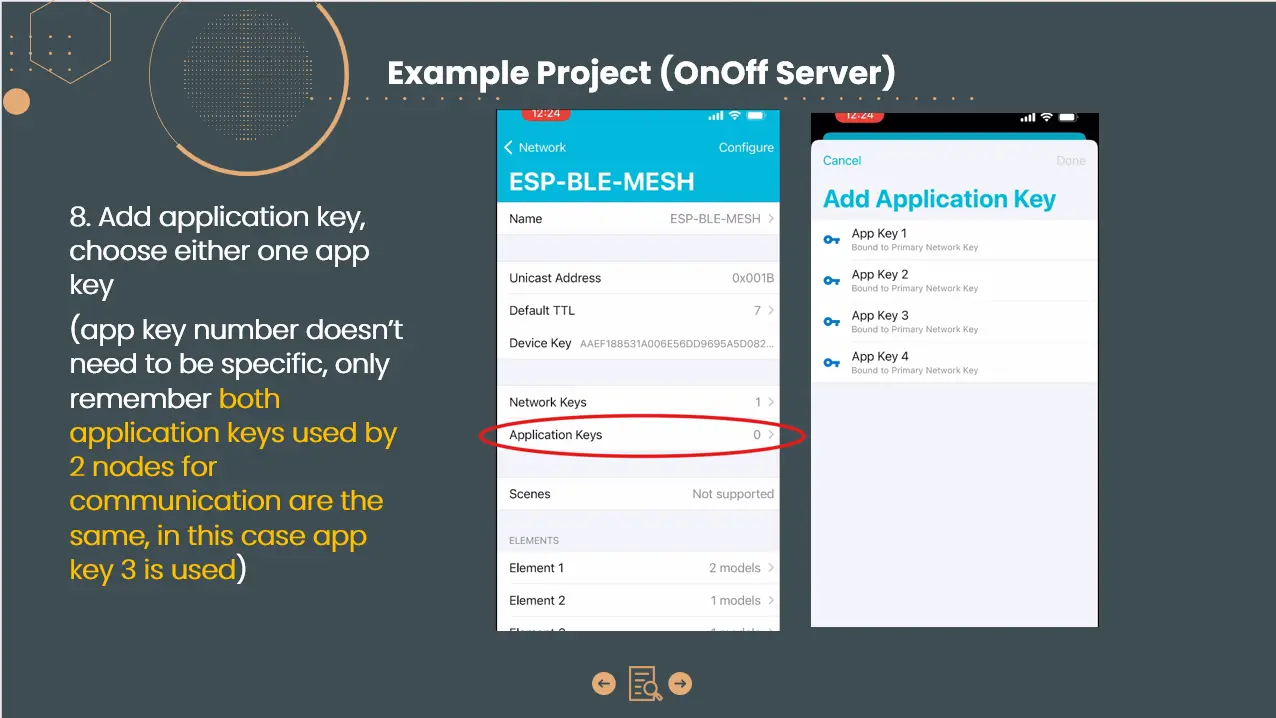 Example Project (OnOff Server)
8. Add application key,
choose either one app
key
(app key number doesn’t
need to be specific, only
remember both
application keys used by
2 nodes for
communication are the
same, in this case app
key 3 is used)
12:24
Network
Configure
ESP-BLE-MESH
Name ESP-BLE-MESH
Unicast Address 0x001B
Default TTL 7
Device Key AAEF188531A006E56DD9695A5D082...
Network Keys 1
Application Keys 0
Scenes Not supported
ELEMENTS
Element 1 2 models
Element 2 1 models
12:24
Cancel
Done
Add Application Key
App Key 1
Bound to Primary Network Key
App Key 2
Bound to Primary Network Key
App Key 3
Bound to Primary Network Key
App Key 4
Bound to Primary Network Key